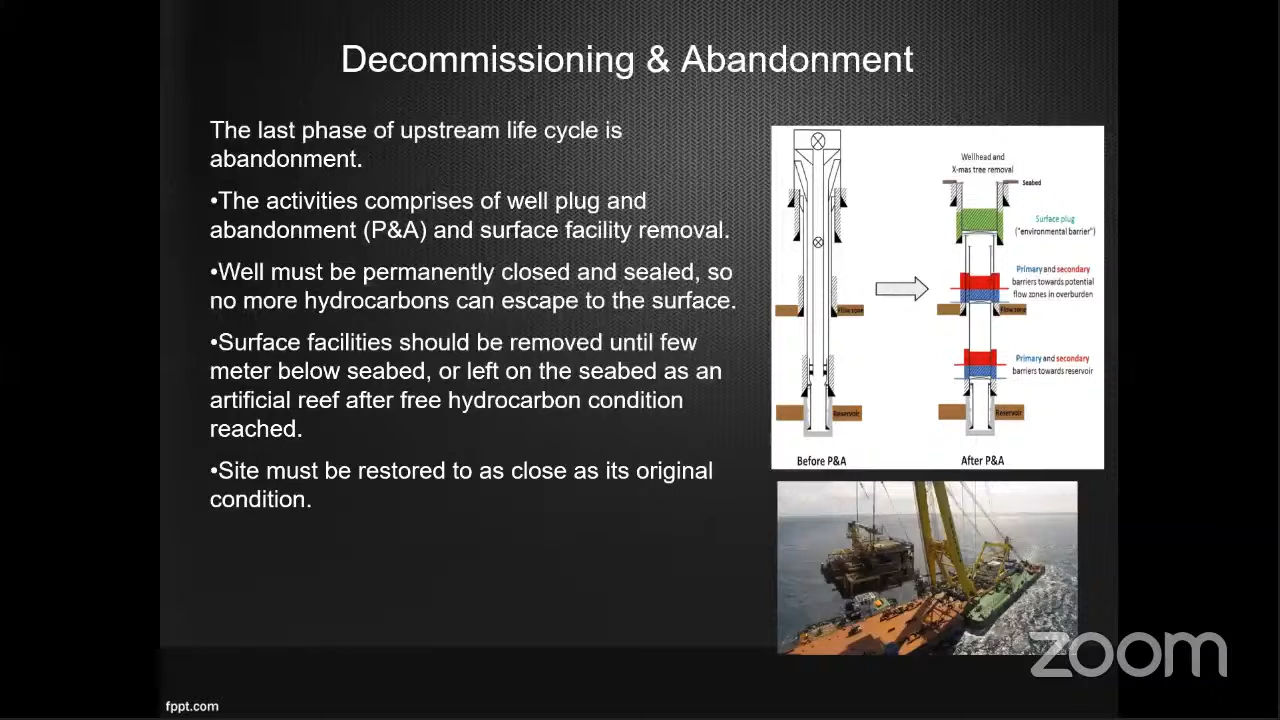 Decommissioning & Abandonment
The last phase of upstream life cycle is
abandonment.
•The activities comprises of well plug and
abandonment (P&A) and surface facility removal.
•Well must be permanently closed and sealed, so
no more hydrocarbons can escape to the surface.
•Surface facilities should be removed until few
meter below seabed, or left on the seabed as an
artificial reef after free hydrocarbon condition
reached.
•Site must be restored to as close as its original
condition.
Wellhead and
X-mas tree removal
Seabed
Surface plug
("environmental barrier")
Primary and secondary
barriers towards potential
flow zones in overburden
Flow zone
Flow zone
Primary and secondary
barriers towards reservoir
Reservoir
Reservoir
Before P&A
After P&A
zoom
fppt.com